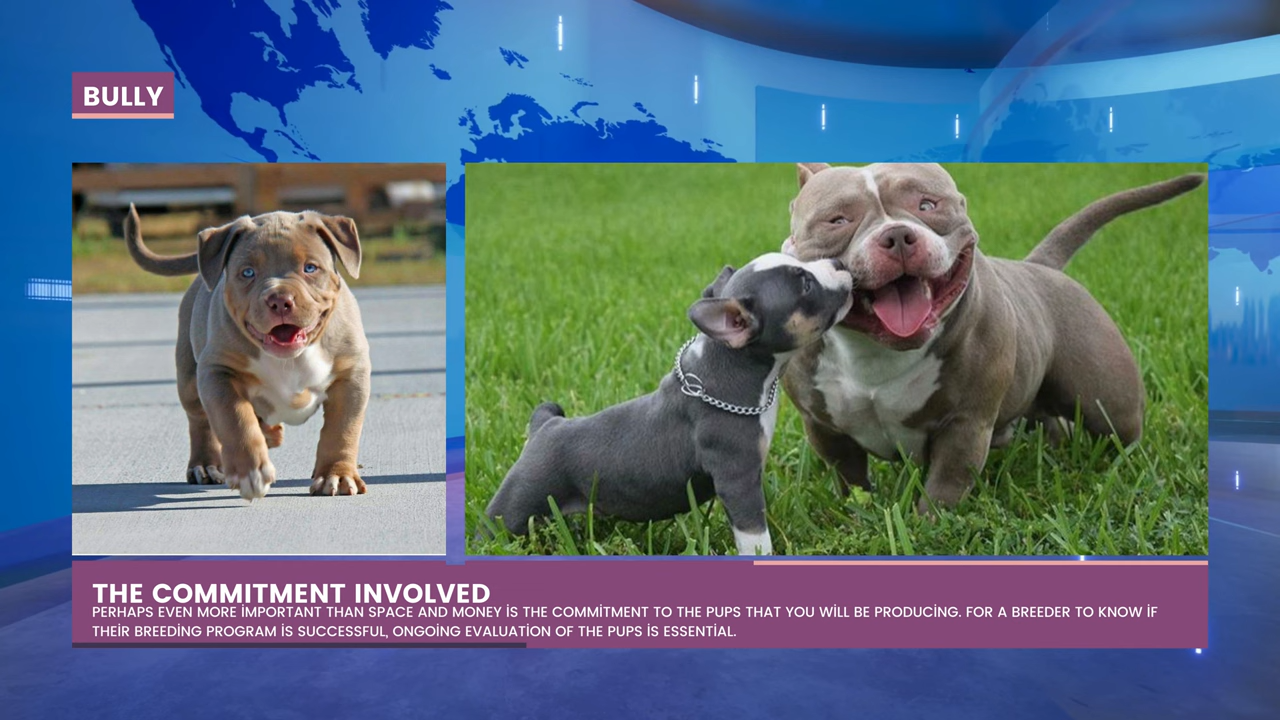 BULLY
THE COMMITMENT INVOLVED
PERHAPS EVEN MORE İMPORTANT THAN SPACE AND MONEY İS THE COMMİTMENT TO THE PUPS THAT YOU WİLL BE PRODUCİNG. FOR A BREEDER TO KNOW İF
THEİR BREEDİNG PROGRAM İS SUCCESSFUL, ONGOİNG EVALUATİON OF THE PUPS İS ESSENTİAL.